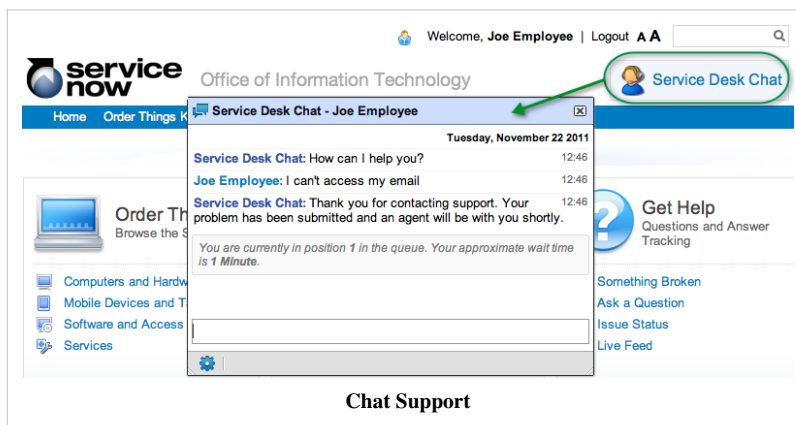 Welcome, Joe Employee | Logout A A
service now
Office of Information Technology
Service Desk Chat
Home Order Things K
Service Desk Chat - Joe Employee
Tuesday, November 22 2011
Service Desk Chat: How can I help you? 12:46
Joe Employee: I can't access my email 12:46
Service Desk Chat: Thank you for contacting support. Your 12:46
problem has been submitted and an agent will be with you shortly.
You are currently in position 1 in the queue. Your approximate wait time
is 1 Minute.
Order Th
Browse the S
Computers and Hardw
Mobile Devices and T
Software and Access
Services
Get Help
Questions and Answer
Tracking
Something Broken
Ask a Question
Issue Status
Live Feed
Chat Support